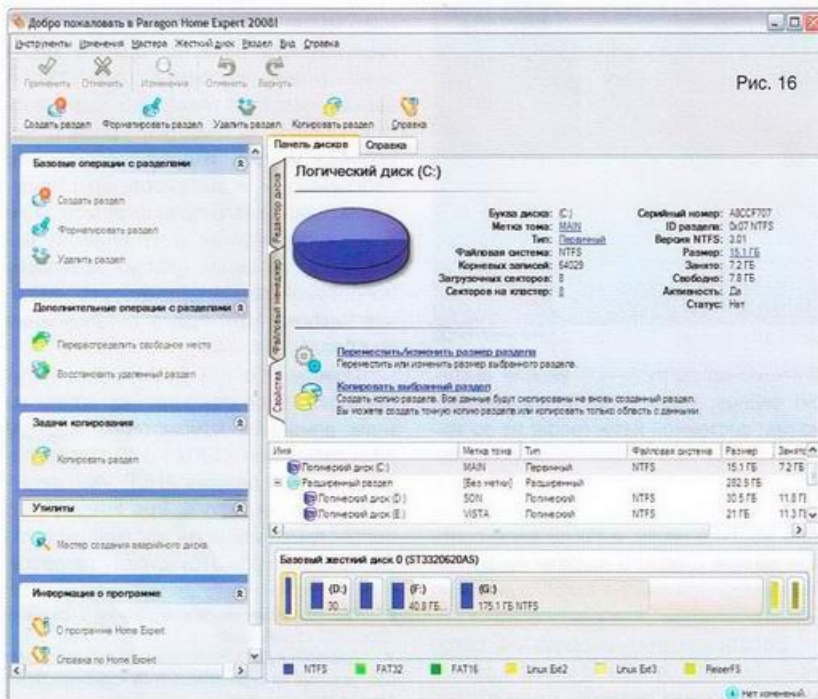 Добро пожаловать в Paragon Home Expert 2008!
Инструменты Изменения Мастера Жесткий диск Раздел Вид Справка
Применить Отменить Изменения Отменить Вернуть
Рис. 16
Создать раздел Форматировать раздел Удалить раздел Копировать раздел Справка
Базовые операции с разделами
Создать раздел
Форматировать раздел
Удалить раздел
Дополнительные операции с разделами
Перераспределить свободное место
Восстановить удаленный раздел
Задачи копирования
Копировать раздел
Утилиты
Мастер создания аварийного диска
Информация о программе
О программе Home Expert
Справка по Home Expert
Панель дисков Справка
Редактор диска
Файловый менеджер
Свойства
Логический диск (C:)
Буква диска: (C:)
Метка тома: MAIN
Тип: Первичный
Файловая система: NTFS
Корневых записей: 64029
Загрузочных секторов: 8
Секторов на кластер: 8
Серийный номер: A8CCF707
ID раздела: 0x07 NTFS
Версия NTFS: 3.01
Размер: 15.1 ГБ
Занято: 7.2 ГБ
Свободно: 7.8 ГБ
Активность: Да
Статус: Нет
Переместить/изменить размер раздела
Переместить или изменить размер выбранного раздела.
Копировать выбранный раздел
Создать копию раздела. Все данные будут скопированы на вновь созданный раздел.
Вы можете создать точную копию раздела или копировать только область с данными.
Имя Метка тома Тип Файловая система Размер Занято
Логический диск (C:) MAIN Первичный NTFS 15.1 ГБ 7.2 ГБ
Расширенный раздел [Без метки] Расширенный 282.9 ГБ
Логический диск (D:) SON Логический NTFS 30.5 ГБ 11.8 Г
Логический диск (E:) VISTA Логический NTFS 21 ГБ 11.3 Г
Базовый жесткий диск 0 (ST3320620AS)
(D:) (F:) (G:)
30... 40.8 ГБ... 175.1 ГБ NTFS
NTFS FAT32 FAT16 Linux Ext2 Linux Ext3 ReiserFS
Нет изменений.